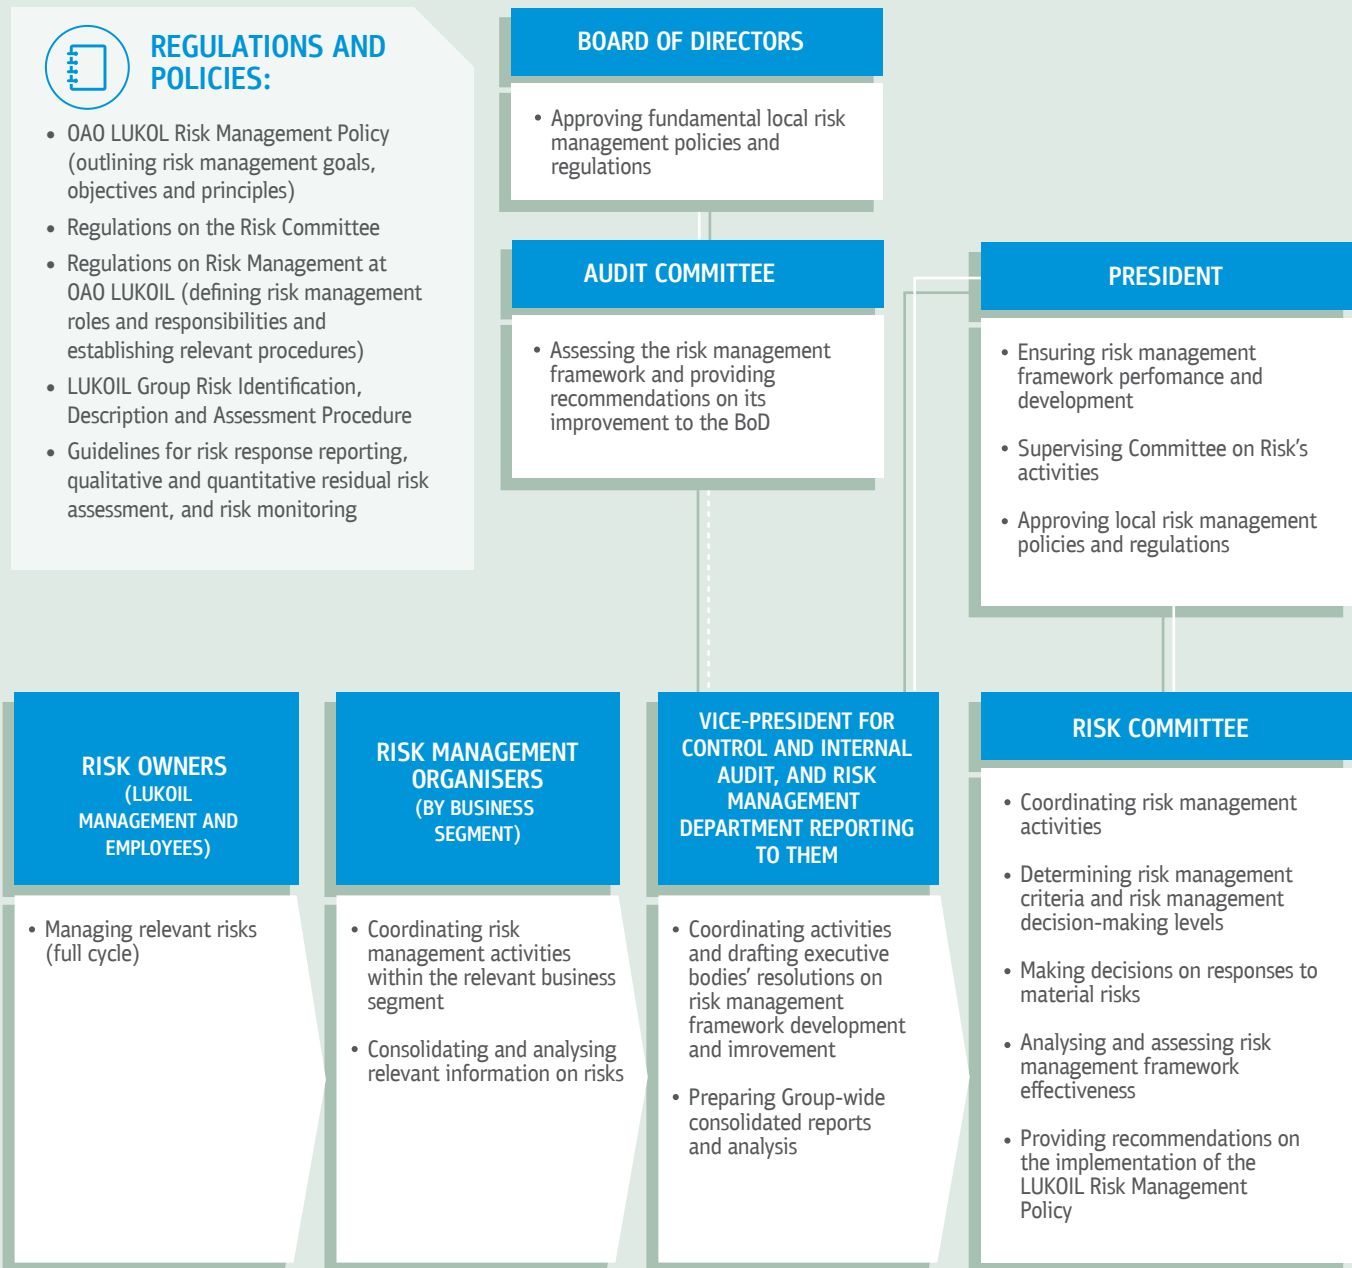 REGULATIONS AND
POLICIES:
• OAO LUKOL Risk Management Policy
(outlining risk management goals,
objectives and principles)
• Regulations on the Risk Committee
• Regulations on Risk Management at
OAO LUKOIL (defining risk management
roles and responsibilities and
establishing relevant procedures)
• LUKOIL Group Risk Identification,
Description and Assessment Procedure
• Guidelines for risk response reporting,
qualitative and quantitative residual risk
assessment, and risk monitoring
BOARD OF DIRECTORS
• Approving fundamental local risk
management policies and
regulations
AUDIT COMMITTEE
• Assessing the risk management
framework and providing
recommendations on its
improvement to the BoD
PRESIDENT
• Ensuring risk management
framework perfomance and
development
• Supervising Committee on Risk's
activities
• Approving local risk management
policies and regulations
RISK OWNERS
(LUKOIL
MANAGEMENT AND
EMPLOYEES)
• Managing relevant risks
(full cycle)
RISK MANAGEMENT
ORGANISERS
(BY BUSINESS
SEGMENT)
• Coordinating risk
management activities
within the relevant business
segment
• Consolidating and analysing
relevant information on risks
VICE-PRESIDENT FOR
CONTROL AND INTERNAL
AUDIT, AND RISK
MANAGEMENT
DEPARTMENT REPORTING
TO THEM
• Coordinating activities
and drafting executive
bodies' resolutions on
risk management
framework development
and imrovement
• Preparing Group-wide
consolidated reports
and analysis
RISK COMMITTEE
• Coordinating risk management
activities
• Determining risk management
criteria and risk management
decision-making levels
• Making decisions on responses to
material risks
• Analysing and assessing risk
management framework
effectiveness
• Providing recommendations on
the implementation of the
LUKOIL Risk Management
Policy